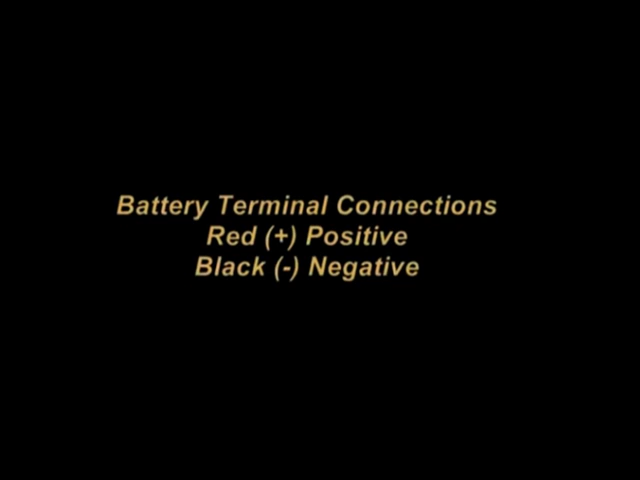 Battery Terminal Connections
Red (+) Positive
Black (-) Negative